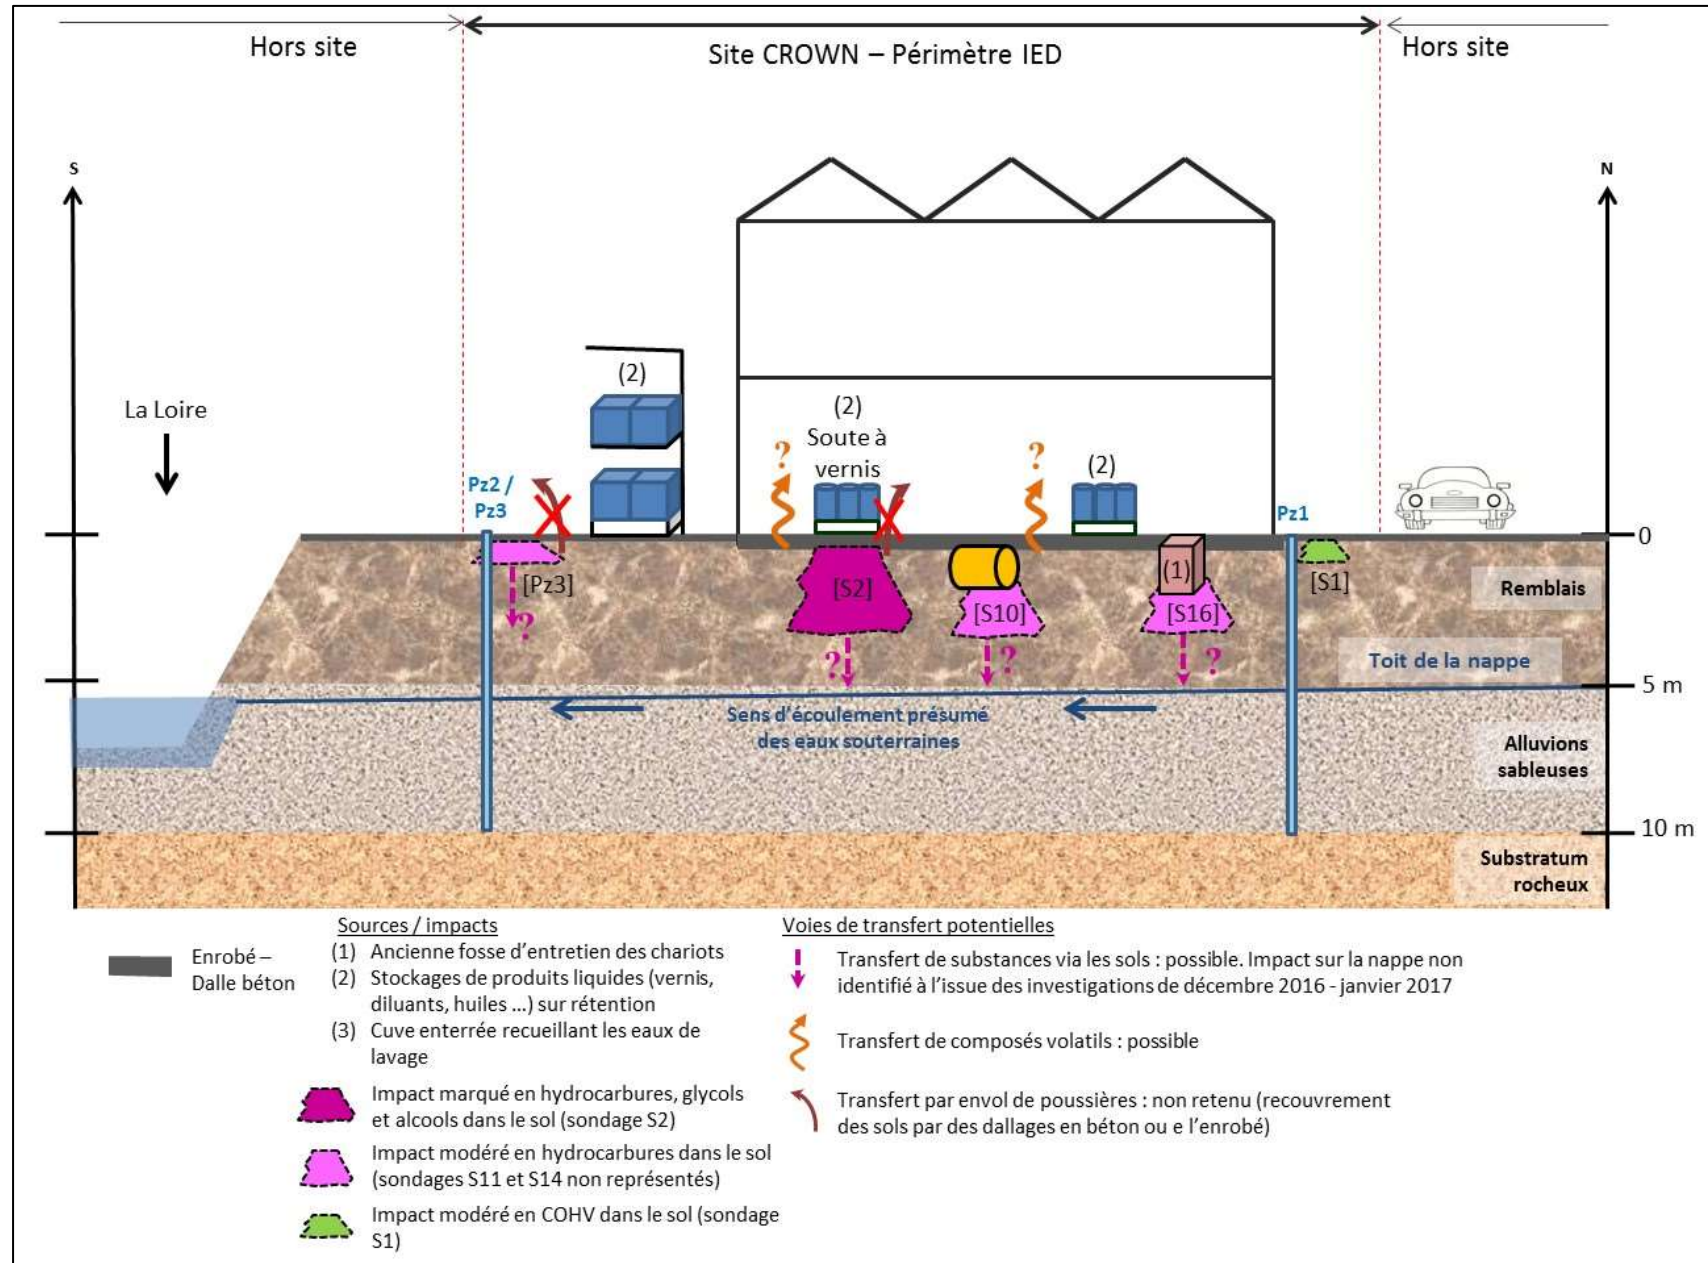 Hors site
Site CROWN – Périmètre IED
Hors site
S
N
(2)
La Loire
(2)
Soute à
vernis
(2)
?
?
Pz2 /
Pz3
Pz1
0
[Pz3]
[S2]
[S10]
(1)
[S16]
[S1]
Remblais
?
?
?
?
Toit de la nappe
5 m
Sens d'écoulement présumé
des eaux souterraines
Alluvions
sableuses
10 m
Substratum
rocheux
Enrobé –
Dalle béton
Sources / impacts
(1) Ancienne fosse d'entretien des chariots
(2) Stockages de produits liquides (vernis,
diluants, huiles ...) sur rétention
(3) Cuve enterrée recueillant les eaux de
lavage
Impact marqué en hydrocarbures, glycols
et alcools dans le sol (sondage S2)
Impact modéré en hydrocarbures dans le sol
(sondages S11 et S14 non représentés)
Impact modéré en COHV dans le sol (sondage
S1)
Voies de transfert potentielles
Transfert de substances via les sols : possible. Impact sur la nappe non
identifié à l'issue des investigations de décembre 2016 - janvier 2017
Transfert de composés volatils : possible
Transfert par envol de poussières : non retenu (recouvrement
des sols par des dallages en béton ou e l'enrobé)